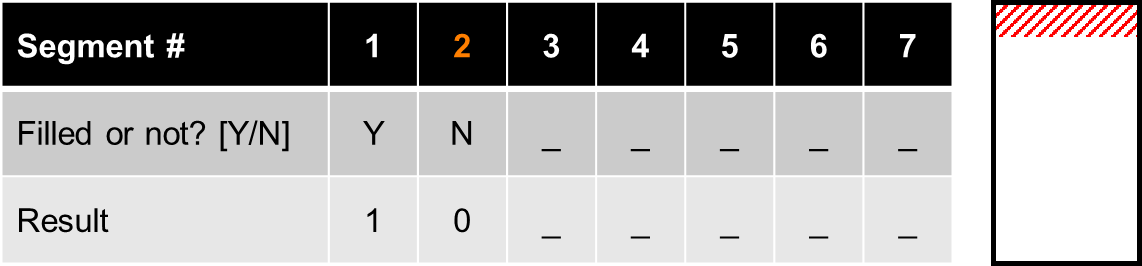 Segment # 1 2 3 4 5 6 7
Filled or not? [Y/N] Y N _ _ _ _ _
Result 1 0 _ _ _ _ _